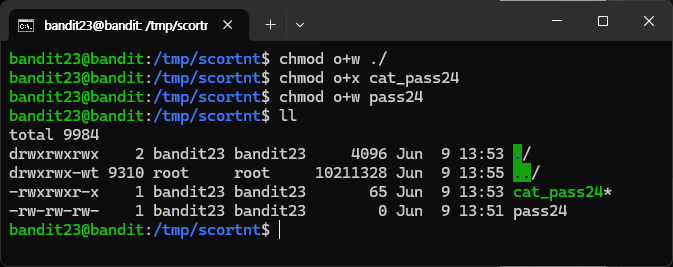 bandit23@bandit: /tmp/scortnt
bandit23@bandit:/tmp/scortnt$ chmod o+w ./
bandit23@bandit:/tmp/scortnt$ chmod o+x cat_pass24
bandit23@bandit:/tmp/scortnt$ chmod o+w pass24
bandit23@bandit:/tmp/scortnt$ ll
total 9984
drwxrwxrwx    2 bandit23 bandit23     4096 Jun  9 13:53 ./
drwxrwx-wt 9310 root     root     10211328 Jun  9 13:55 ../
-rwxrwxr-x    1 bandit23 bandit23       65 Jun  9 13:53 cat_pass24*
-rw-rw-rw-    1 bandit23 bandit23        0 Jun  9 13:51 pass24
bandit23@bandit:/tmp/scortnt$